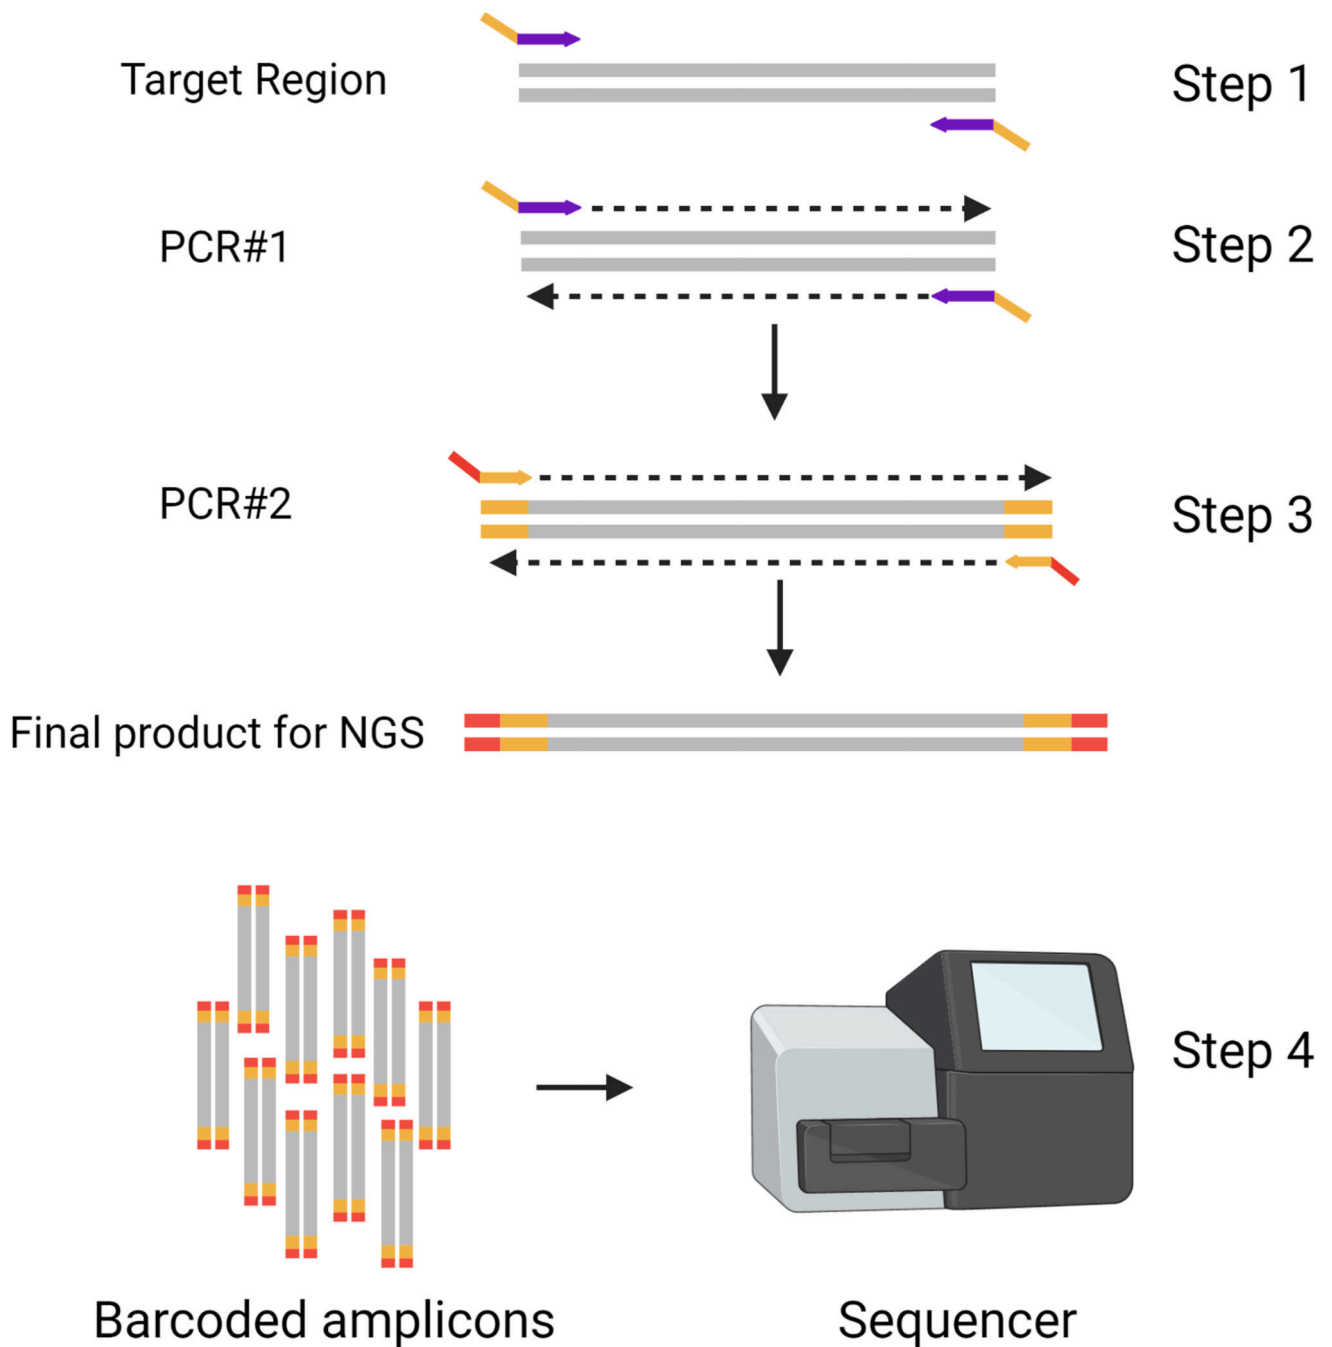 Target Region
Step 1
PCR#1
Step 2
PCR#2
Step 3
Final product for NGS
Step 4
Barcoded amplicons
Sequencer